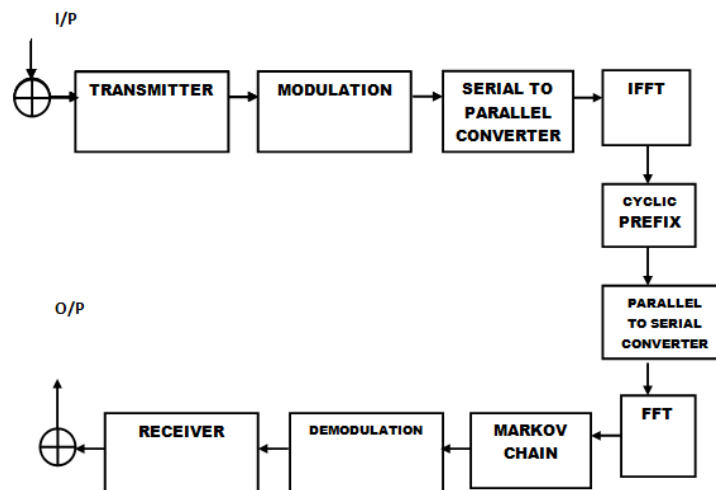 I/P
TRANSMITTER
MODULATION
SERIAL TO
PARALLEL
CONVERTER
IFFT
CYCLIC
PREFIX
PARALLEL
TO SERIAL
CONVERTER
O/P
FFT
MARKOV
CHAIN
DEMODULATION
RECEIVER